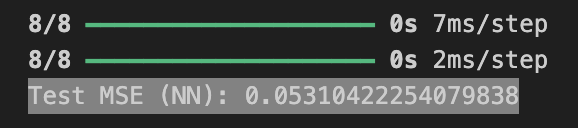 8/8 ━━━━━━━━━━━━━━━━━━━━ 0s 7ms/step
8/8 ━━━━━━━━━━━━━━━━━━━━ 0s 2ms/step
Test MSE (NN): 0.05310422254079838